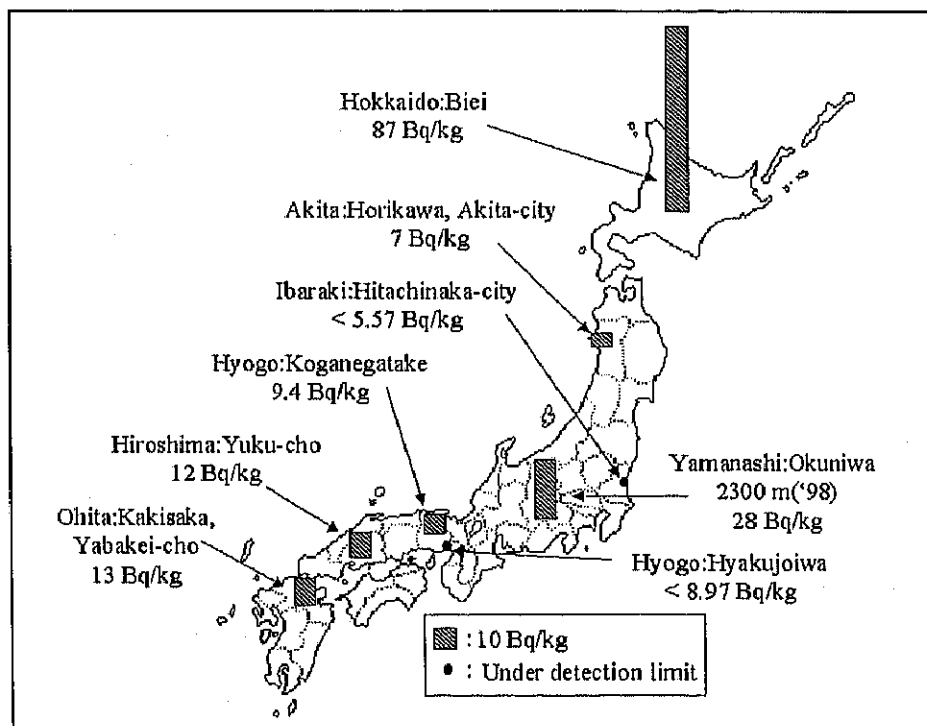 Hokkaido:Biei
87 Bq/kg
Akita:Horikawa, Akita-city
7 Bq/kg
Ibaraki:Hitachinaka-city
< 5.57 Bq/kg
Hyogo:Koganegatake
9.4 Bq/kg
Hiroshima:Yuku-cho
12 Bq/kg
Ohita:Kakisaka,
Yabakei-cho
13 Bq/kg
Yamanashi:Okuniwa
2300 m('98)
28 Bq/kg
Hyogo:Hyakujoiwa
< 8.97 Bq/kg
: 10 Bq/kg
: Under detection limit